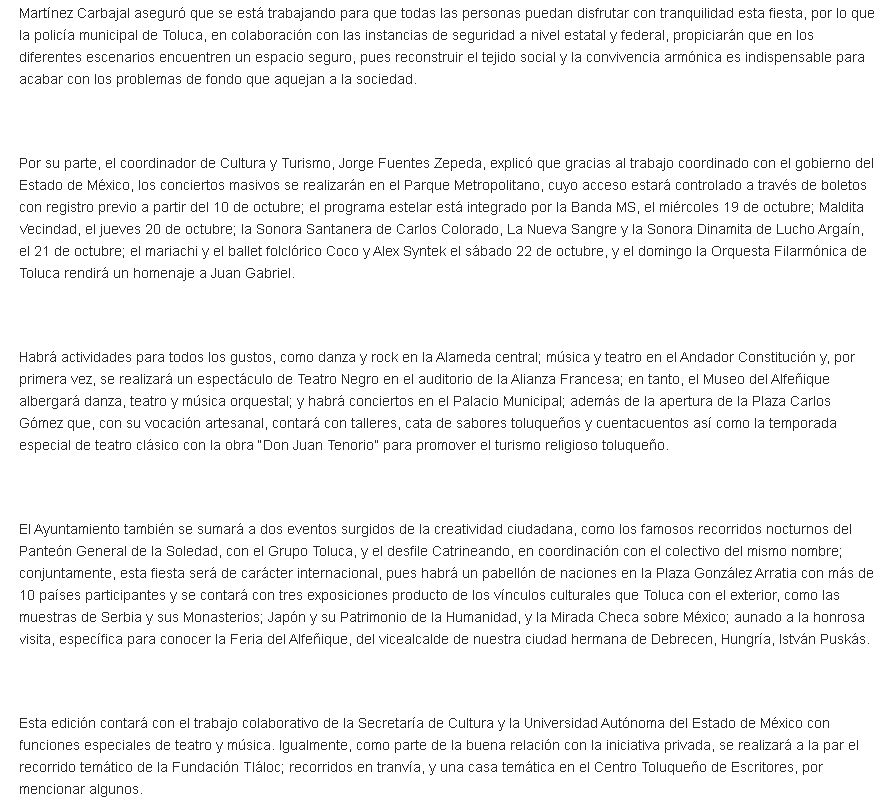 Martínez Carbajal aseguró que se está trabajando para que todas las personas puedan disfrutar con tranquilidad esta fiesta, por lo que
la policía municipal de Toluca, en colaboración con las instancias de seguridad a nivel estatal y federal, propiciarán que en los
diferentes escenarios encuentren un espacio seguro, pues reconstruir el tejido social y la convivencia armónica es indispensable para
acabar con los problemas de fondo que aquejan a la sociedad.
Por su parte, el coordinador de Cultura y Turismo, Jorge Fuentes Zepeda, explicó que gracias al trabajo coordinado con el gobierno del
Estado de México, los conciertos masivos se realizarán en el Parque Metropolitano, cuyo acceso estará controlado a través de boletos
con registro previo a partir del 10 de octubre; el programa estelar está integrado por la Banda MS, el miércoles 19 de octubre; Maldita
Vecindad, el jueves 20 de octubre; la Sonora Santanera de Carlos Colorado, La Nueva Sangre y la Sonora Dinamita de Lucho Argaín,
el 21 de octubre; el mariachi y el ballet folclórico Coco y Alex Syntek el sábado 22 de octubre, y el domingo la Orquesta Filarmónica de
Toluca rendirá un homenaje a Juan Gabriel.
Habrá actividades para todos los gustos, como danza y rock en la Alameda central; música y teatro en el Andador Constitución y, por
primera vez, se realizará un espectáculo de Teatro Negro en el auditorio de la Alianza Francesa; en tanto, el Museo del Alfeñique
albergará danza, teatro y música orquestal; y habrá conciertos en el Palacio Municipal; además de la apertura de la Plaza Carlos
Gómez que, con su vocación artesanal, contará con talleres, cata de sabores toluqueños y cuentacuentos así como la temporada
especial de teatro clásico con la obra "Don Juan Tenorio" para promover el turismo religioso toluqueño.
El Ayuntamiento también se sumará a dos eventos surgidos de la creatividad ciudadana, como los famosos recorridos nocturnos del
Panteón General de la Soledad, con el Grupo Toluca, y el desfile Catrineando, en coordinación con el colectivo del mismo nombre;
conjuntamente, esta fiesta será de carácter internacional, pues habrá un pabellón de naciones en la Plaza González Arratia con más de
10 países participantes y se contará con tres exposiciones producto de los vínculos culturales que Toluca con el exterior, como las
muestras de Serbia y sus Monasterios; Japón y su Patrimonio de la Humanidad, y la Mirada Checa sobre México; aunado a la honrosa
visita, específica para conocer la Feria del Alfeñique, del vicealcalde de nuestra ciudad hermana de Debrecen, Hungría, István Puskás.
Esta edición contará con el trabajo colaborativo de la Secretaría de Cultura y la Universidad Autónoma del Estado de México con
funciones especiales de teatro y música. Igualmente, como parte de la buena relación con la iniciativa privada, se realizará a la par el
recorrido temático de la Fundación Tláloc; recorridos en tranvía, y una casa temática en el Centro Toluqueño de Escritores, por
mencionar algunos.